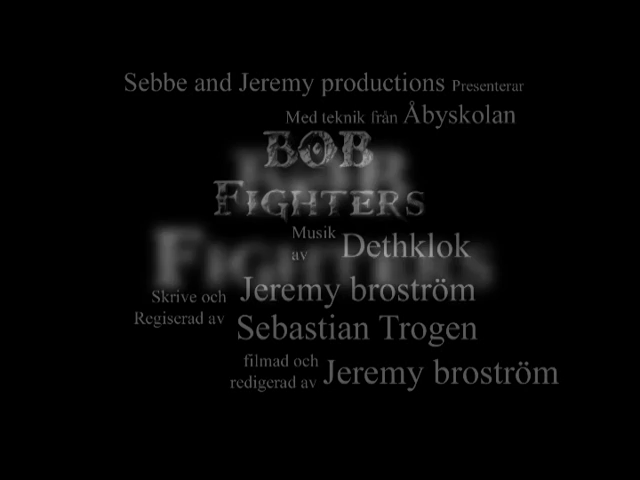 Sebbe and Jeremy productions Presenterar
Med teknik från Åbyskolan
BOB
FIGHTERS
Musik
av Dethklok
Skrive och Jeremy broström
Regiserad av Sebastian Trogen
filmad och
redigerad av Jeremy broström